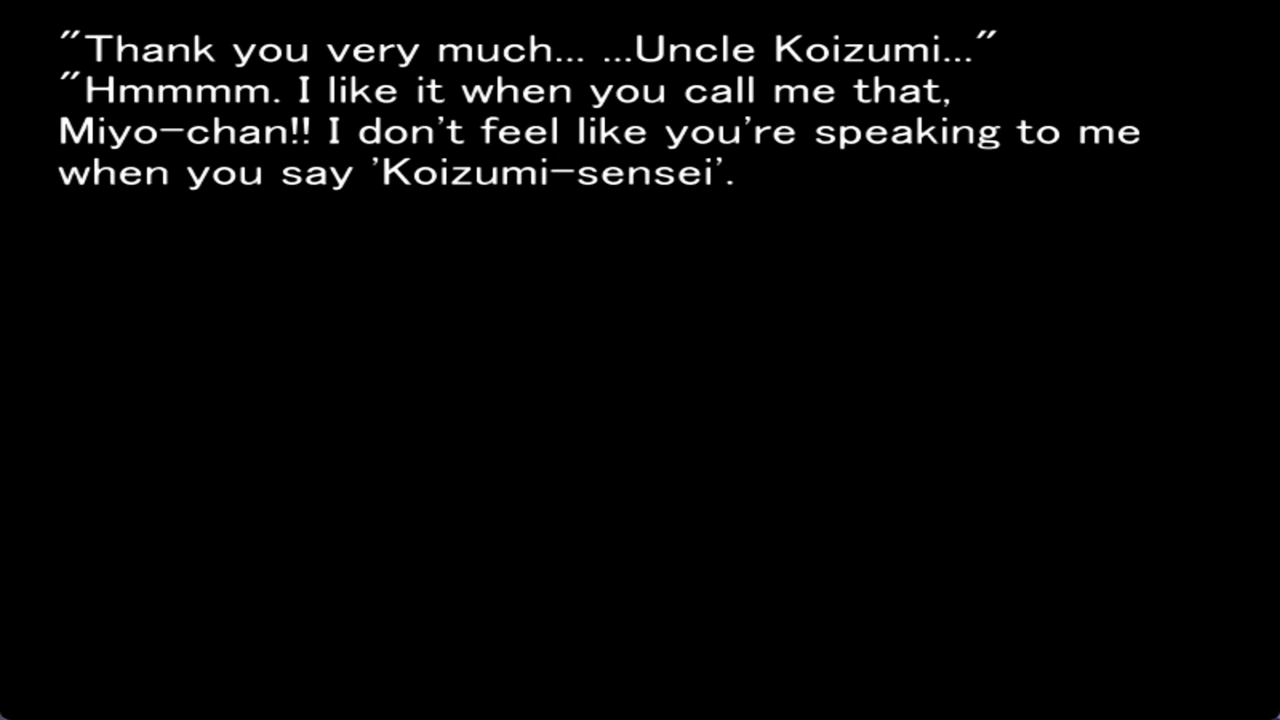 "Thank you very much... ...Uncle Koizumi..."
"Hmmmm. I like it when you call me that,
Miyo-chan!! I don't feel like you're speaking to me
when you say 'Koizumi-sensei'.